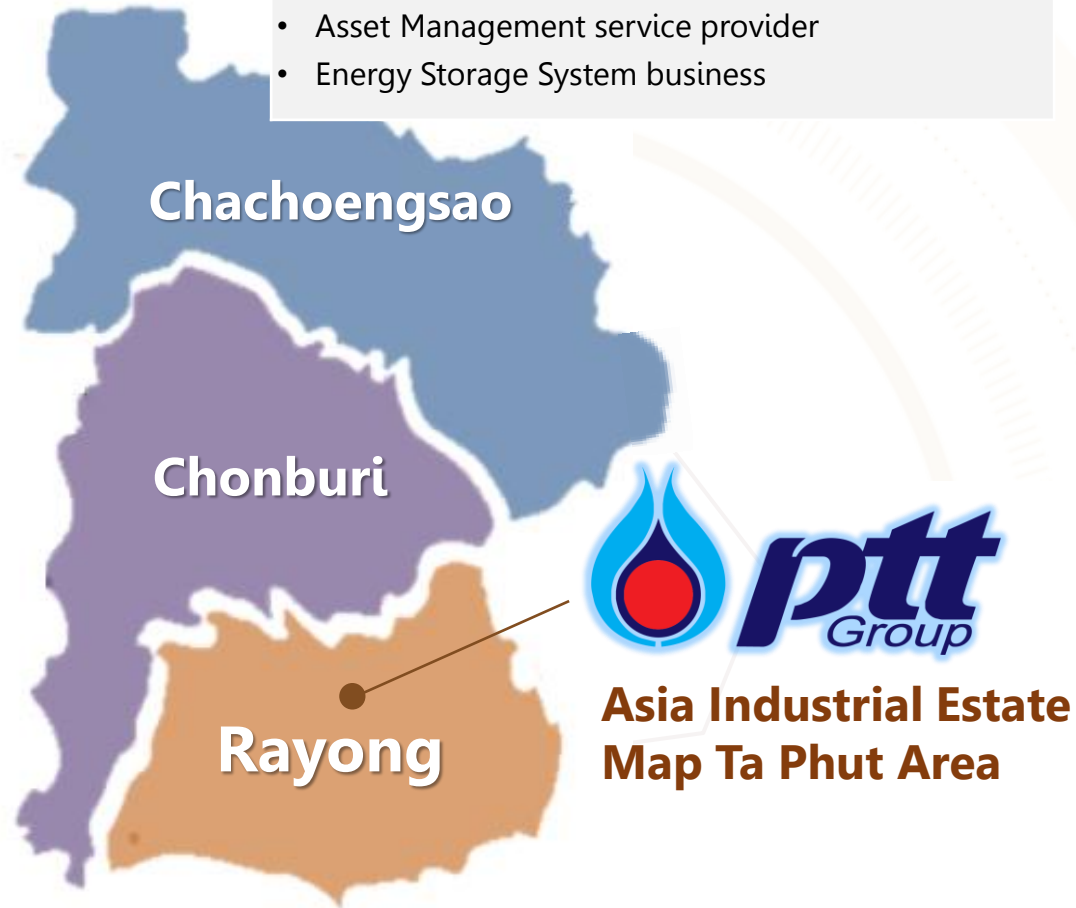 • Asset Management service provider
• Energy Storage System business
Chachoengsao
Chonburi
ptt
Group
Asia Industrial Estate
Map Ta Phut Area
Rayong